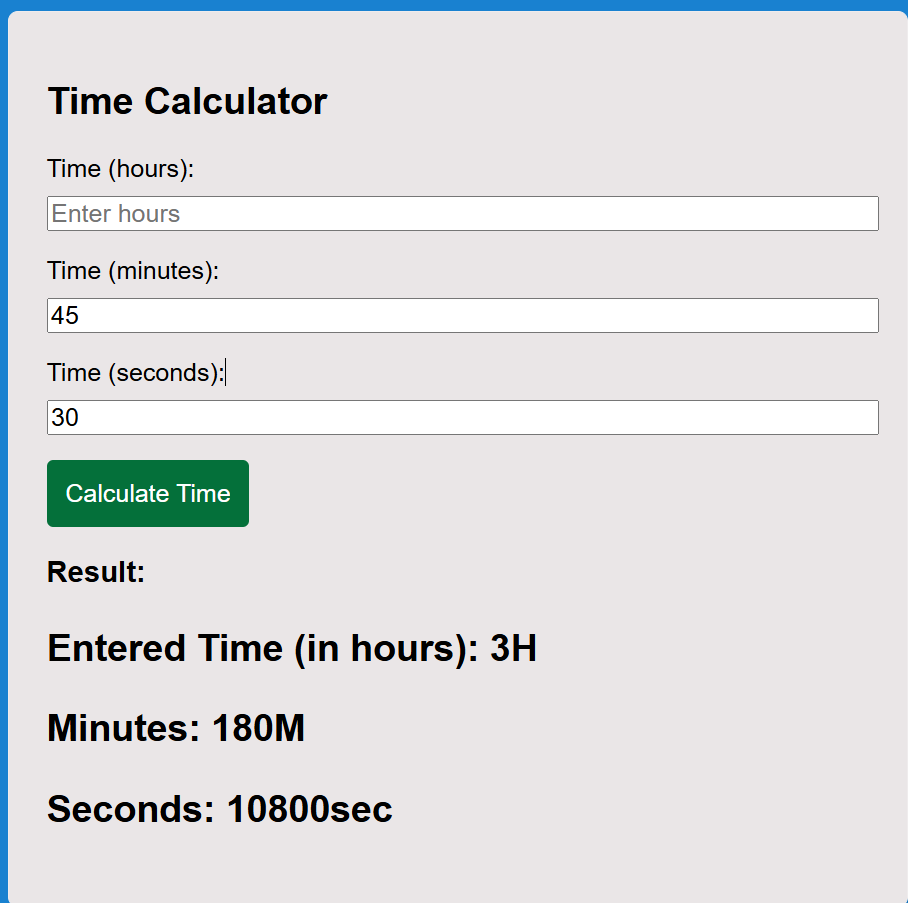 Time Calculator
Time (hours):
Enter hours
Time (minutes):
45
Time (seconds):
30
Calculate Time
Result:
Entered Time (in hours): 3H
Minutes: 180M
Seconds: 10800sec